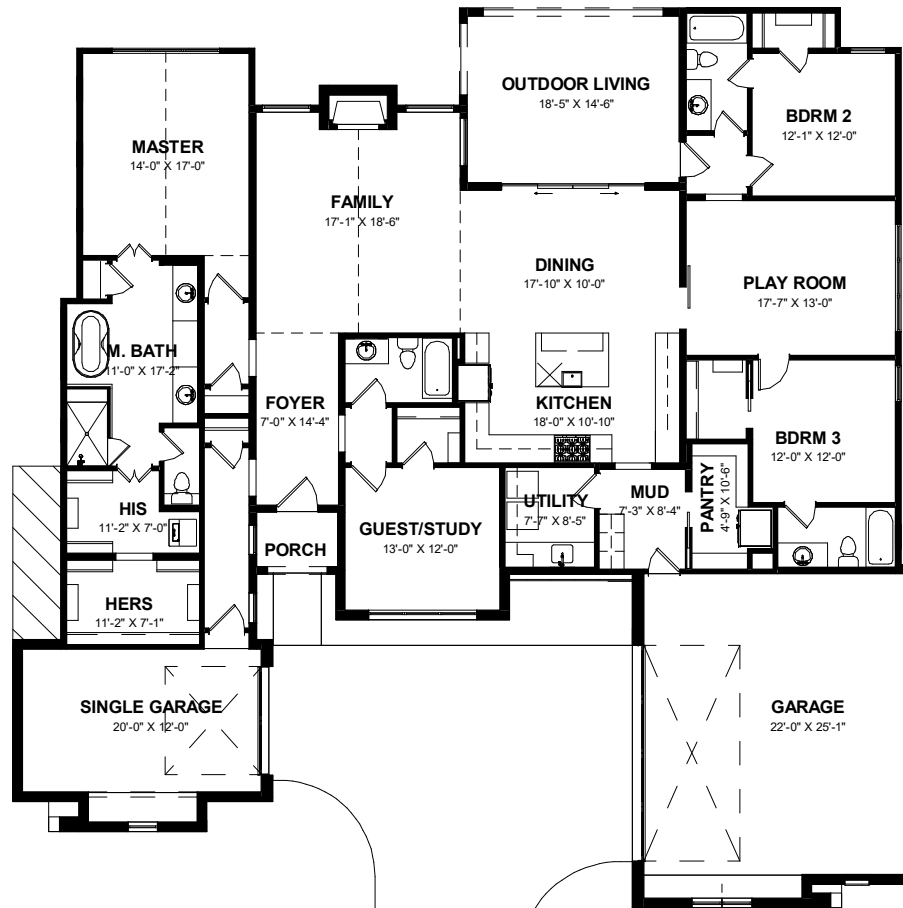 OUTDOOR LIVING
18'-5" X 14'-6"
BDRM 2
12'-1" X 12'-0"
MASTER
14'-0" X 17'-0"
FAMILY
17'-1" X 18'-6"
DINING
17'-10" X 10'-0"
PLAY ROOM
17'-7" X 13'-0"
M. BATH
11'-0" X 17'-2"
FOYER
7'-0" X 14'-4"
KITCHEN
18'-0" X 10'-10"
BDRM 3
12'-0" X 12'-0"
HIS
11'-2" X 7'-0"
PORCH
GUEST/STUDY
13'-0" X 12'-0"
UTILITY
7'-7" X 8'-5"
MUD
7'-3" X 8'-4"
PANTRY
4'-9" X 10'-6"
HERS
11'-2" X 7'-1"
SINGLE GARAGE
20'-0" X 12'-0"
GARAGE
22'-0" X 25'-1"